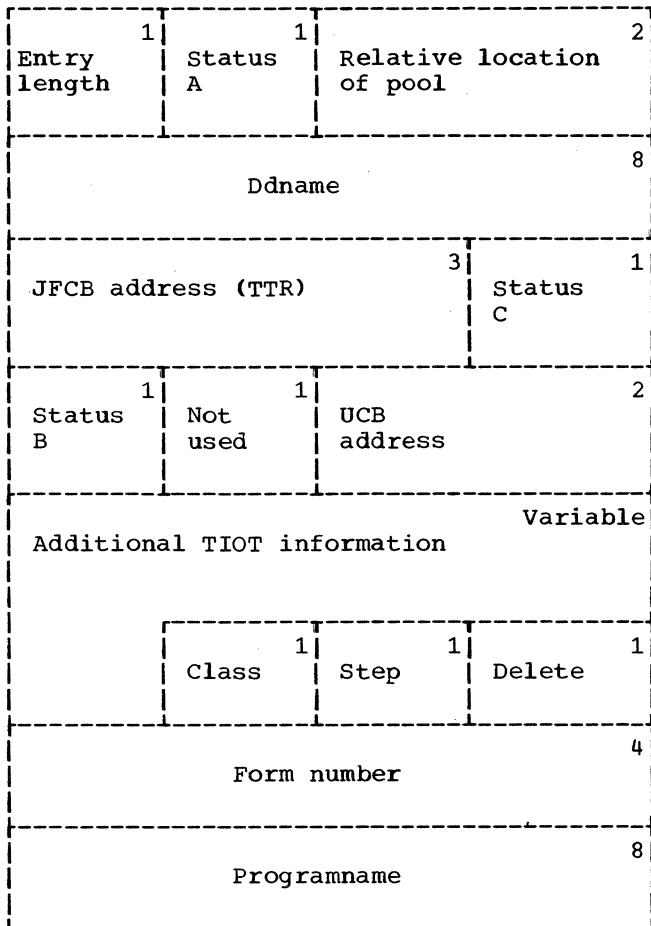 1 1 2
Entry Status Relative location
length A of pool
8
Ddname
3 1
JFCB address (TTR) Status
C
1 1 2
Status Not UCB
B used address
Variable
Additional TIOT information
1 1 1
Class Step Delete
4
Form number
8
Programname